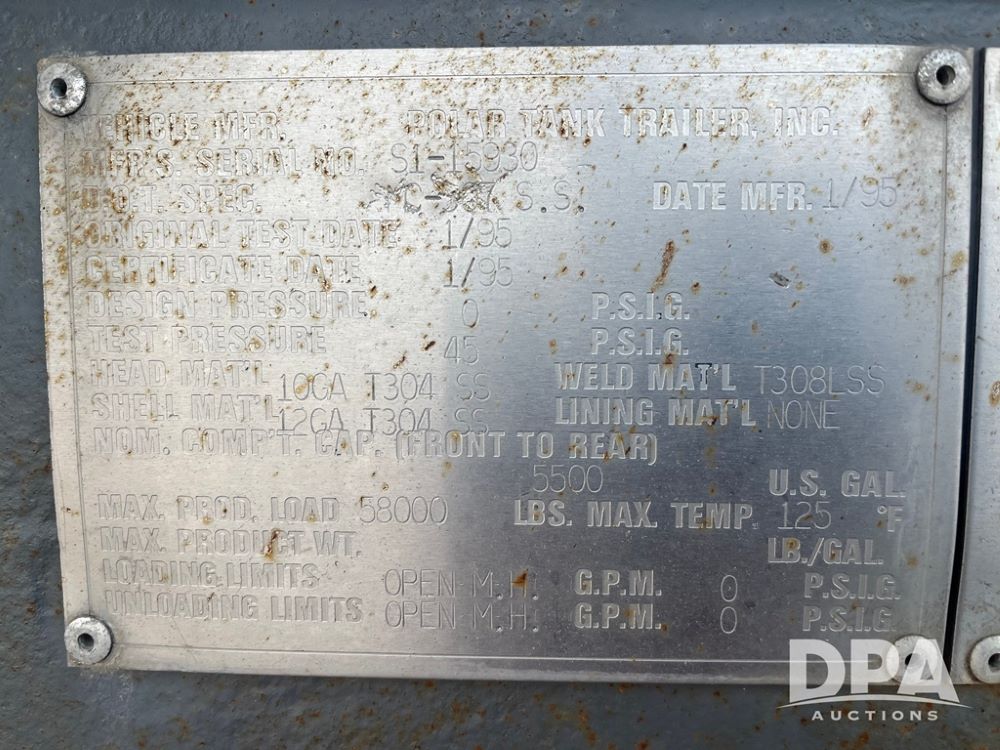 VEHICLE MFR. POLAR TANK TRAILER, INC.
MFR'S. SERIAL NO. S1-15930
D.O.T. SPEC. S.S. DATE MFR. 1/95
ORIGINAL TEST DATE 1/95
CERTIFICATE DATE 1/95
DESIGN PRESSURE 0 P.S.I.G.
TEST PRESSURE 45 P.S.I.G.
HEAD MAT'L 10GA T304 SS WELD MAT'L T308LSS
SHELL MAT'L 12GA T304 SS LINING MAT'L NONE
NOM. COMP'T. CAP. (FRONT TO REAR)
5500 U.S. GAL.
MAX. PROD. LOAD 58000 LBS. MAX. TEMP. 125 °F
MAX. PRODUCT WT. LB./GAL.
LOADING LIMITS OPEN M.H. G.P.M. 0 P.S.I.G.
UNLOADING LIMITS OPEN M.H. G.P.M. 0 P.S.I.G
DPA
AUCTIONS